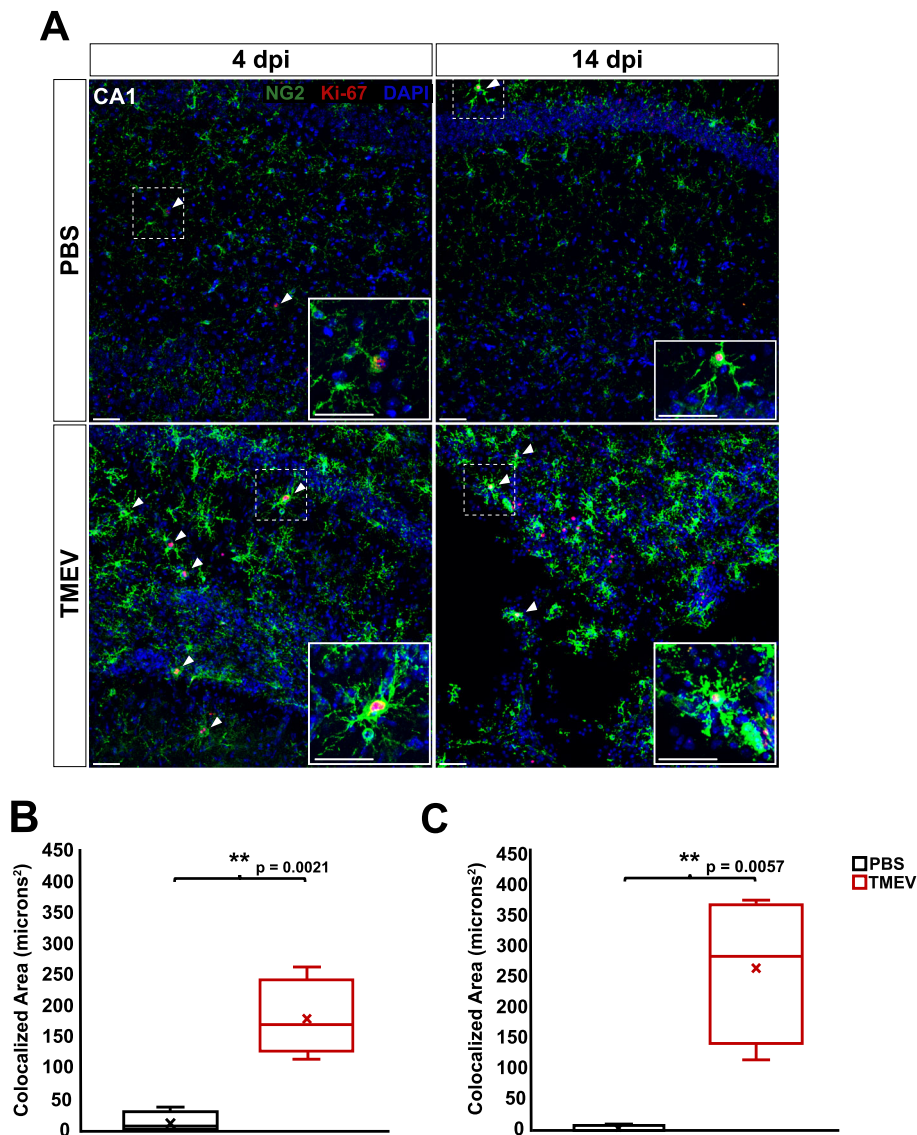 A
4 dpi
14 dpi
CA1
NG2 Ki-67 DAPI
PBS
TMEV
B
C
Colocalized Area (microns²)
450
400
350
300
250
200
150
100
50
0
**
p = 0.0021
Colocalized Area (microns²)
450
400
350
300
250
200
150
100
50
0
**
p = 0.0057
PBS
TMEV